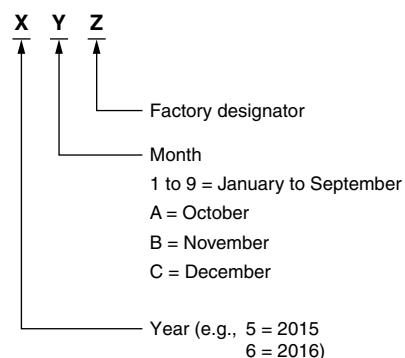 X Y Z
Factory designator
Month
1 to 9 = January to September
A = October
B = November
C = December
Year (e.g., 5 = 2015
6 = 2016)